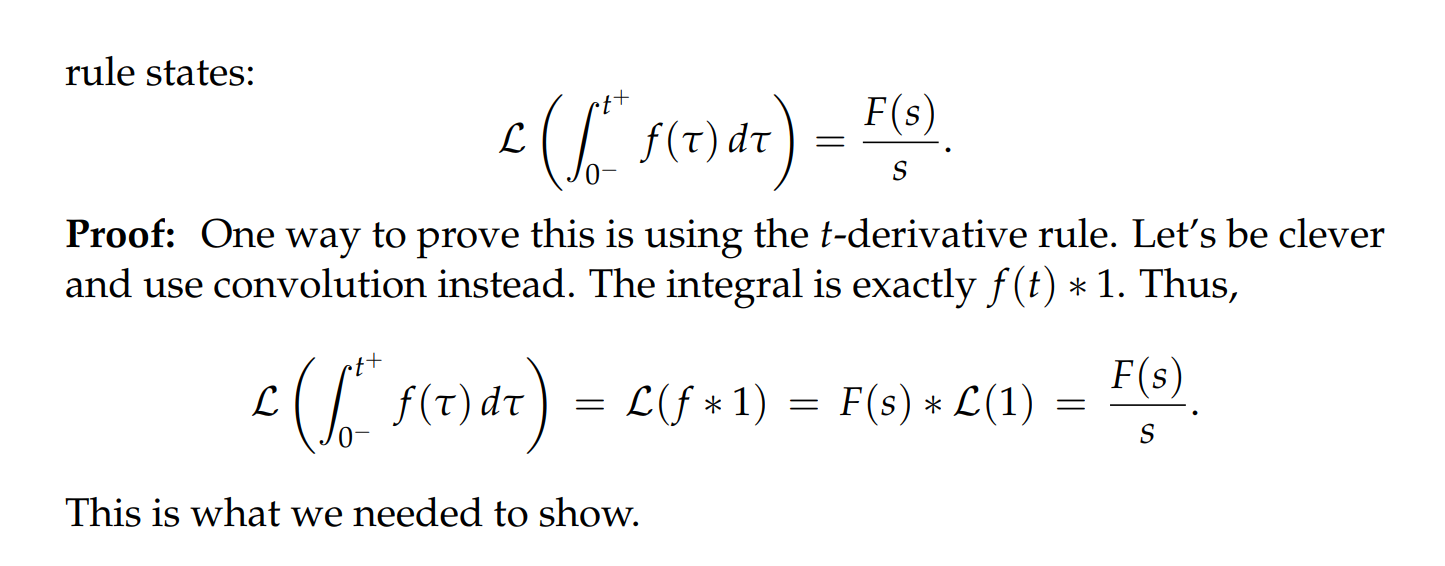 rule states:
ℒ(∫_{0⁻}^{t⁺} f(τ) dτ) = F(s)/s.
Proof: One way to prove this is using the t-derivative rule. Let’s be clever
and use convolution instead. The integral is exactly f(t) ∗ 1. Thus,
ℒ(∫_{0⁻}^{t⁺} f(τ) dτ) = ℒ(f ∗ 1) = F(s) ∗ ℒ(1) = F(s)/s.
This is what we needed to show.